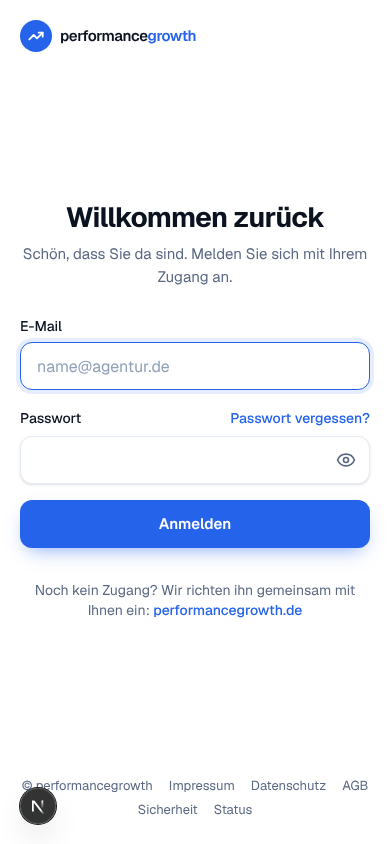 performancegrowth
Willkommen zurück
Schön, dass Sie da sind. Melden Sie sich mit Ihrem
Zugang an.
E-Mail
name@agentur.de
Passwort Passwort vergessen?
Anmelden
Noch kein Zugang? Wir richten ihn gemeinsam mit
Ihnen ein: performancegrowth.de
© performancegrowth Impressum Datenschutz AGB
N
Sicherheit Status